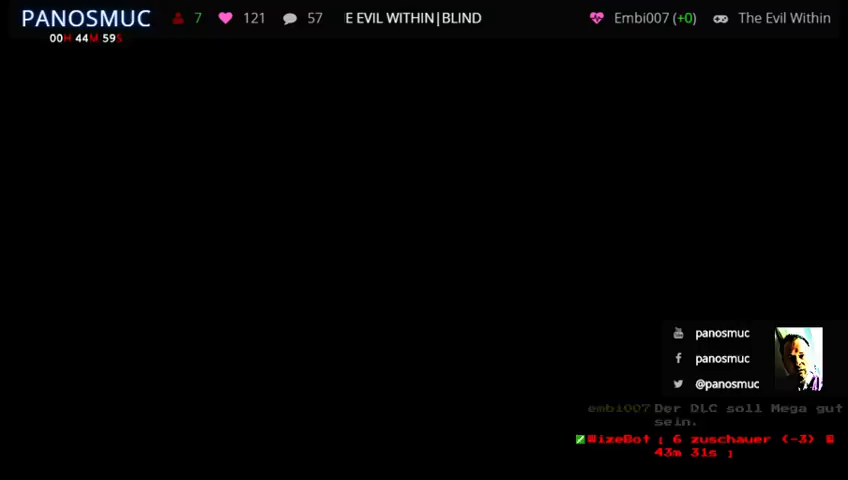 PANOSMUC 7 121 57 E EVIL WITHIN|BLIND Embi007 (+0) The Evil Within
00H 44M 59S
panosmuc
panosmuc
@panosmuc
embi007 Der DLC soll Mega gut
sein.
WizeBot : 6 zuschauer (-3)
43m 31s